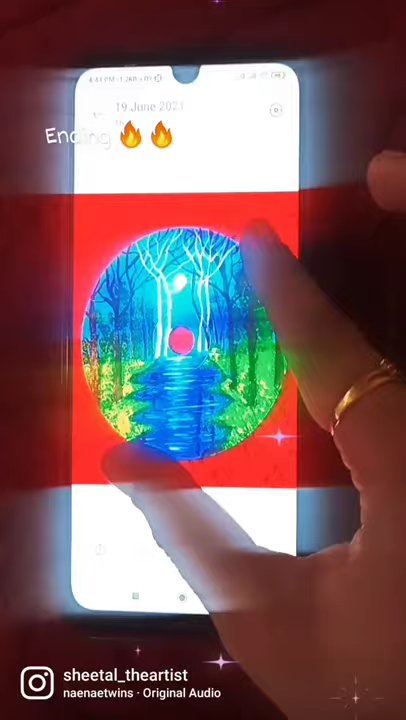 19 June 2021
Ending 🔥 🔥
sheetal_theartist
naenaetwins · Original Audio